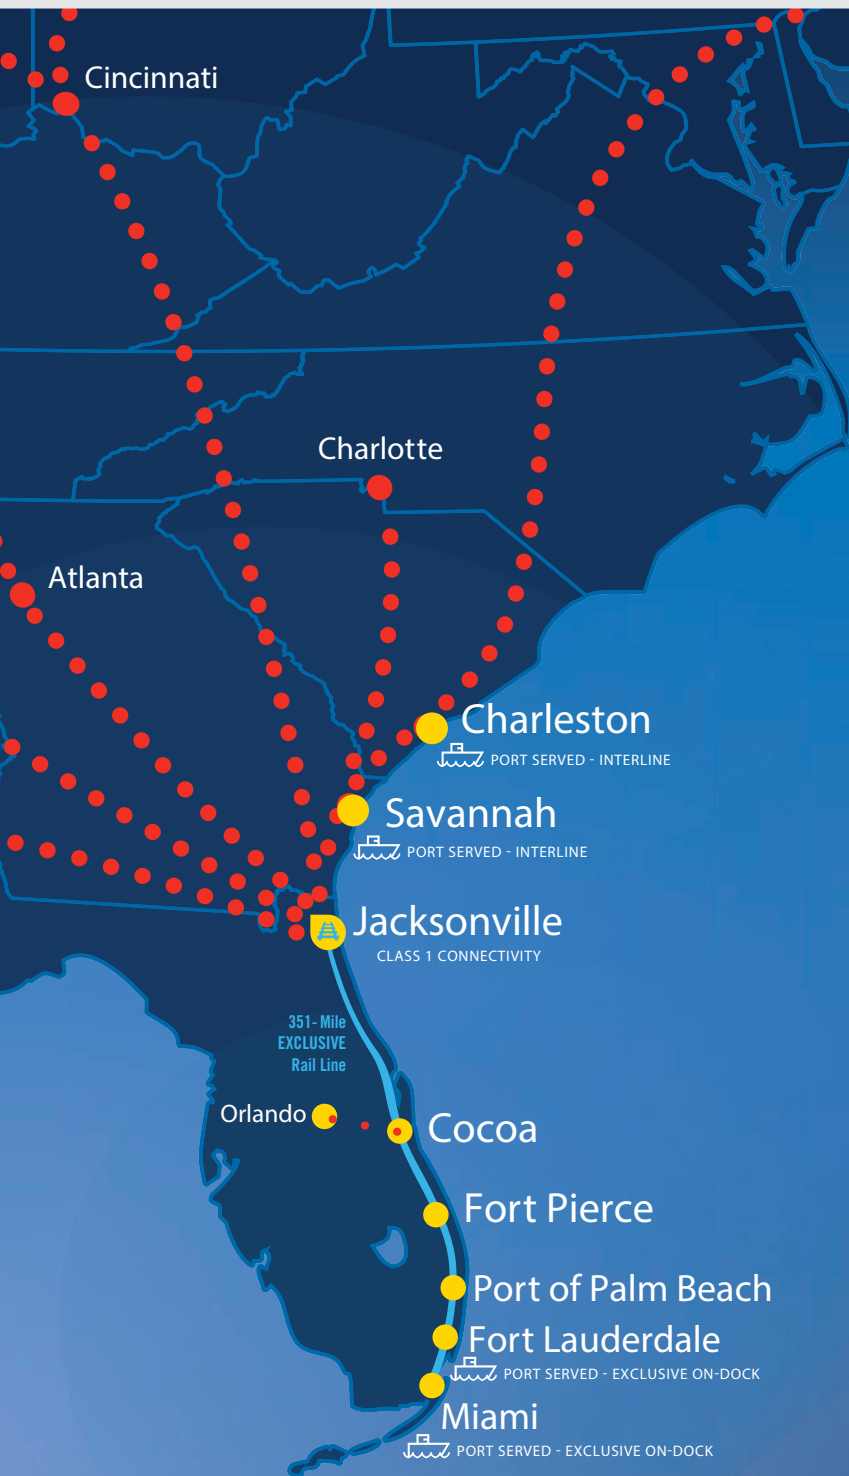 Cincinnati
Charlotte
Atlanta
Charleston
PORT SERVED - INTERLINE
Savannah
PORT SERVED - INTERLINE
Jacksonville
CLASS 1 CONNECTIVITY
351- Mile
EXCLUSIVE
Rail Line
Orlando
Cocoa
Fort Pierce
Port of Palm Beach
Fort Lauderdale
PORT SERVED - EXCLUSIVE ON-DOCK
Miami
PORT SERVED - EXCLUSIVE ON-DOCK